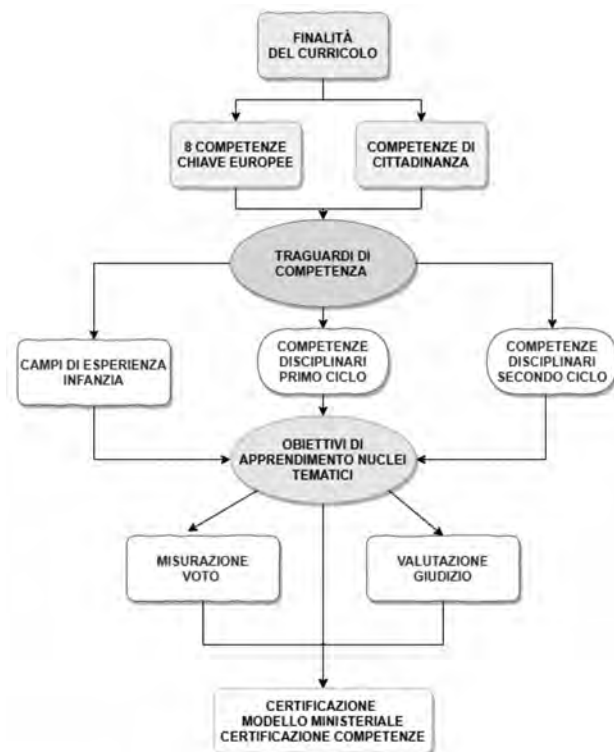 FINALITÀ
DEL CURRICOLO
8 COMPETENZE
CHIAVE EUROPEE
COMPETENZE DI
CITTADINANZA
TRAGUARDI DI
COMPETENZA
CAMPI DI ESPERIENZA
INFANZIA
COMPETENZE
DISCIPLINARI
PRIMO CICLO
COMPETENZE
DISCIPLINARI
SECONDO CICLO
OBIETTIVI DI
APPRENDIMENTO NUCLEI
TEMATICI
MISURAZIONE
VOTO
VALUTAZIONE
GIUDIZIO
CERTIFICAZIONE
MODELLO MINISTERIALE
CERTIFICAZIONE COMPETENZE